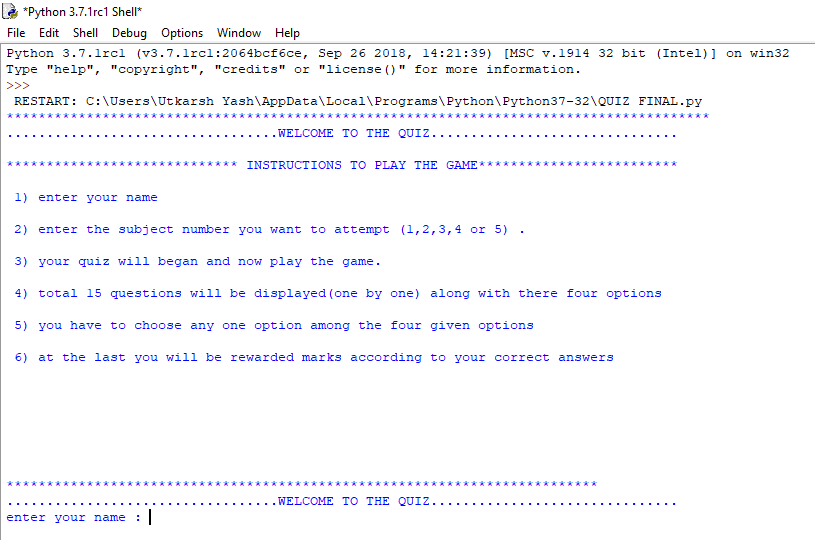 *Python 3.7.1rc1 Shell*
File Edit Shell Debug Options Window Help
Python 3.7.1rc1 (v3.7.1rc1:2064bcf6ce, Sep 26 2018, 14:21:39) [MSC v.1914 32 bit (Intel)] on win32
Type "help", "copyright", "credits" or "license()" for more information.
>>>
RESTART: C:\Users\Utkarsh Yash\AppData\Local\Programs\Python\Python37-32\QUIZ FINAL.py
****************************************************************************************
..................................WELCOME TO THE QUIZ...............................
***************************** INSTRUCTIONS TO PLAY THE GAME*************************
1) enter your name
2) enter the subject number you want to attempt (1,2,3,4 or 5) .
3) your quiz will began and now play the game.
4) total 15 questions will be displayed(one by one) along with there four options
5) you have to choose any one option among the four given options
6) at the last you will be rewarded marks according to your correct answers
**************************************************************************
..................................WELCOME TO THE QUIZ...............................
enter your name :